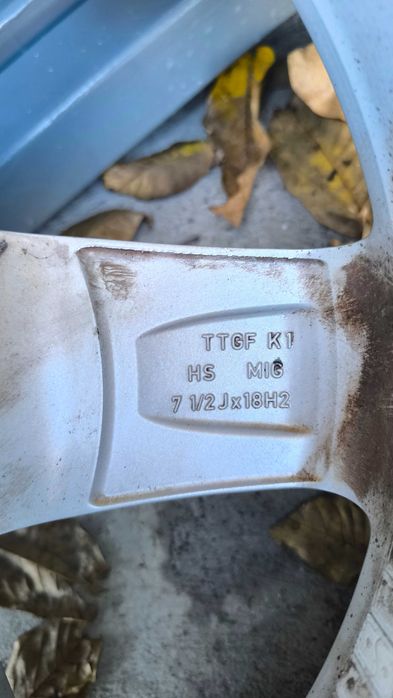 TTGF K1
HS MIG
7 1/2Jx18H2